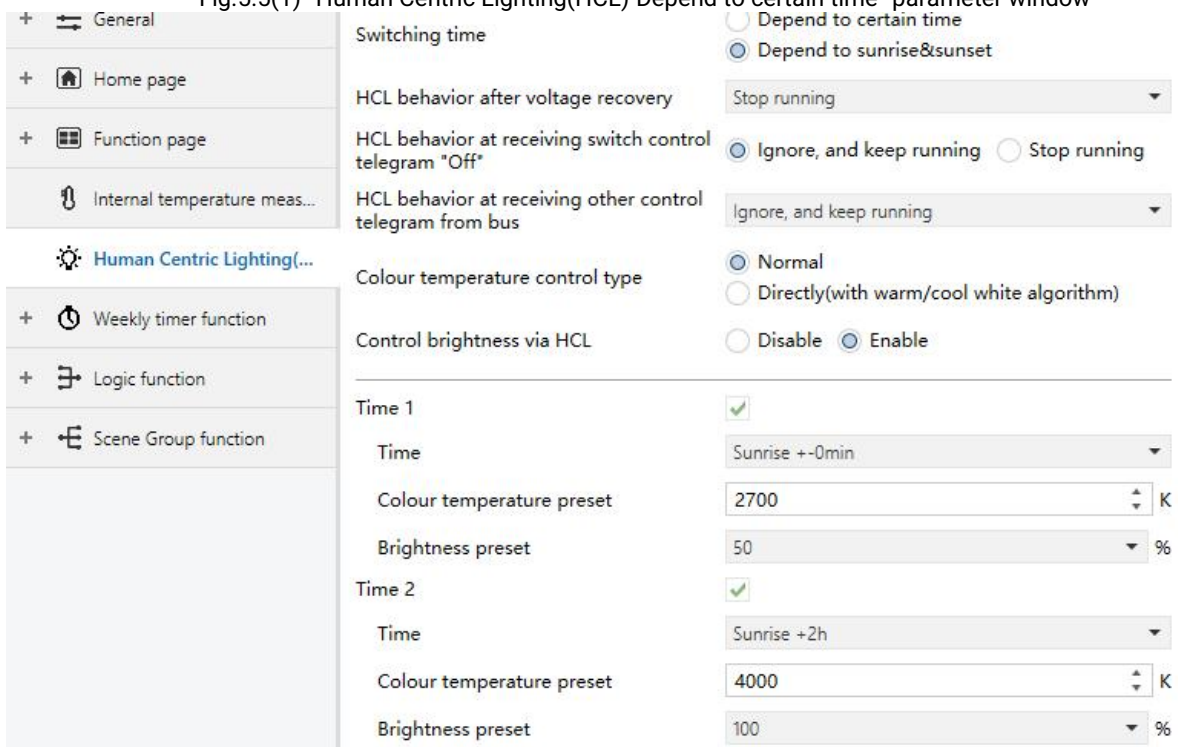 Fig.5.5(1) "Human Centric Lighting(HCL)-Depend to certain time" parameter window
+ General
+ Home page
+ Function page
Internal temperature meas...
Human Centric Lighting(...
+ Weekly timer function
+ Logic function
+ Scene Group function
Switching time
Depend to certain time
Depend to sunrise&sunset
HCL behavior after voltage recovery
Stop running
HCL behavior at receiving switch control
telegram "Off"
Ignore, and keep running Stop running
HCL behavior at receiving other control
telegram from bus
Ignore, and keep running
Colour temperature control type
Normal
Directly(with warm/cool white algorithm)
Control brightness via HCL
Disable Enable
Time 1
Time
Sunrise +-0min
Colour temperature preset
2700 K
Brightness preset
50 %
Time 2
Time
Sunrise +2h
Colour temperature preset
4000 K
Brightness preset
100 %